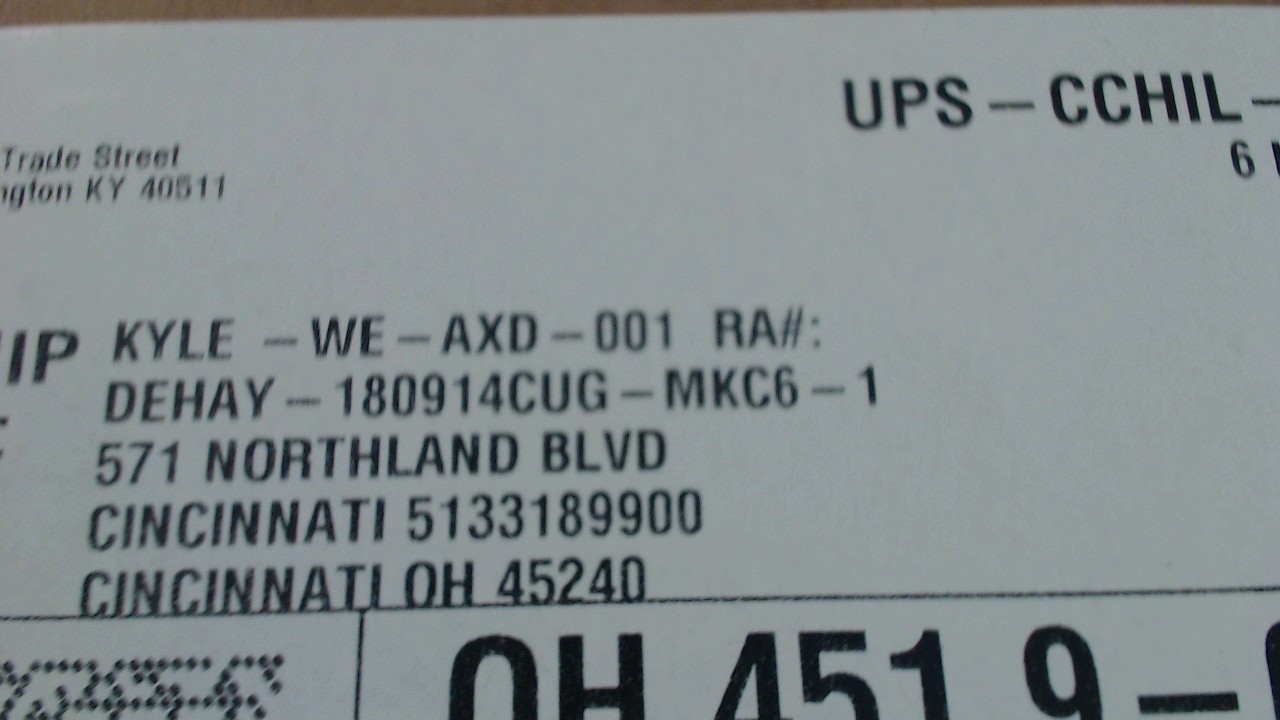 UPS - CCHIL -
6
Trade Street
ngton KY 40511
IP KYLE - WE - AXD - 001 RA#:
DEHAY - 180914CUG - MKC6 - 1
571 NORTHLAND BLVD
CINCINNATI 5133189900
CINCINNATI OH 45240
OH 451 9 -